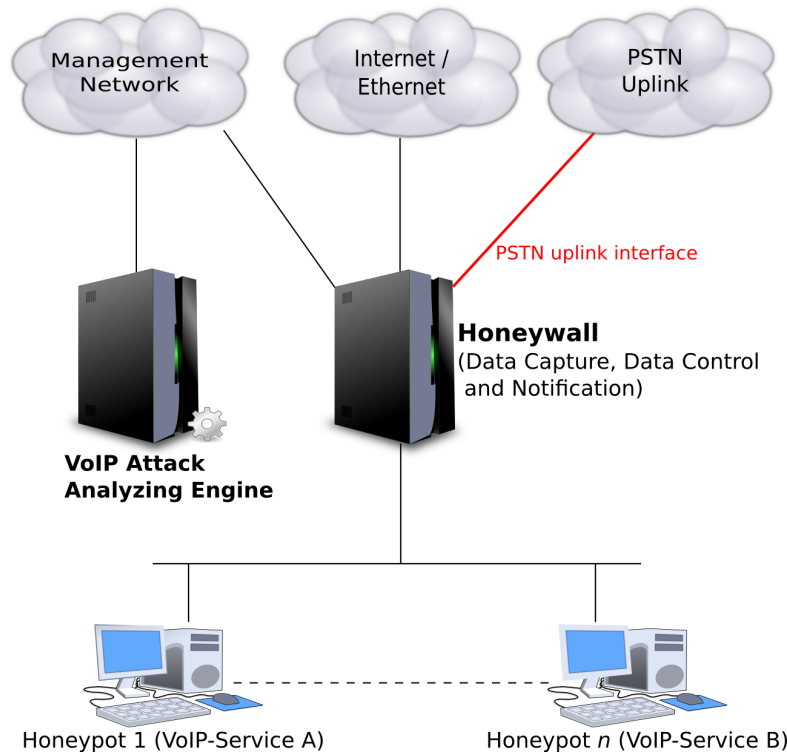 Management
Network
Internet /
Ethernet
PSTN
Uplink
PSTN uplink interface
Honeywall
(Data Capture, Data Control
and Notification)
VoIP Attack
Analyzing Engine
Honeypot 1 (VoIP-Service A)
Honeypot n (VoIP-Service B)